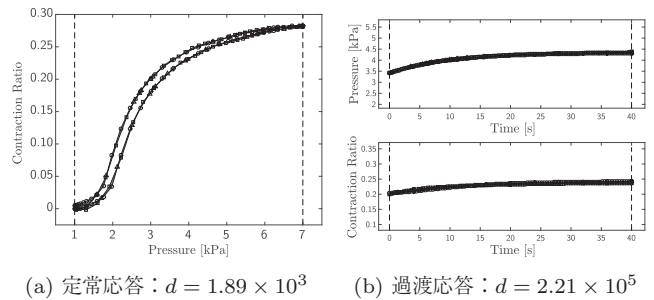 0.30
0.25
0.20
0.15
0.10
0.05
0
Contraction Ratio
1 2 3 4 5 6 7
Pressure [kPa]
5.5
5
4.5
4
3.5
3
2.5
2
Pressure [kPa]
0 5 10 15 20 25 30 35 40
Time [s]
0.35
0.3
0.25
0.2
0.15
0.1
Contraction Ratio
0 5 10 15 20 25 30 35 40
Time [s]
(a) 定常応答：d = 1.89 × 10³
(b) 過渡応答：d = 2.21 × 10⁵